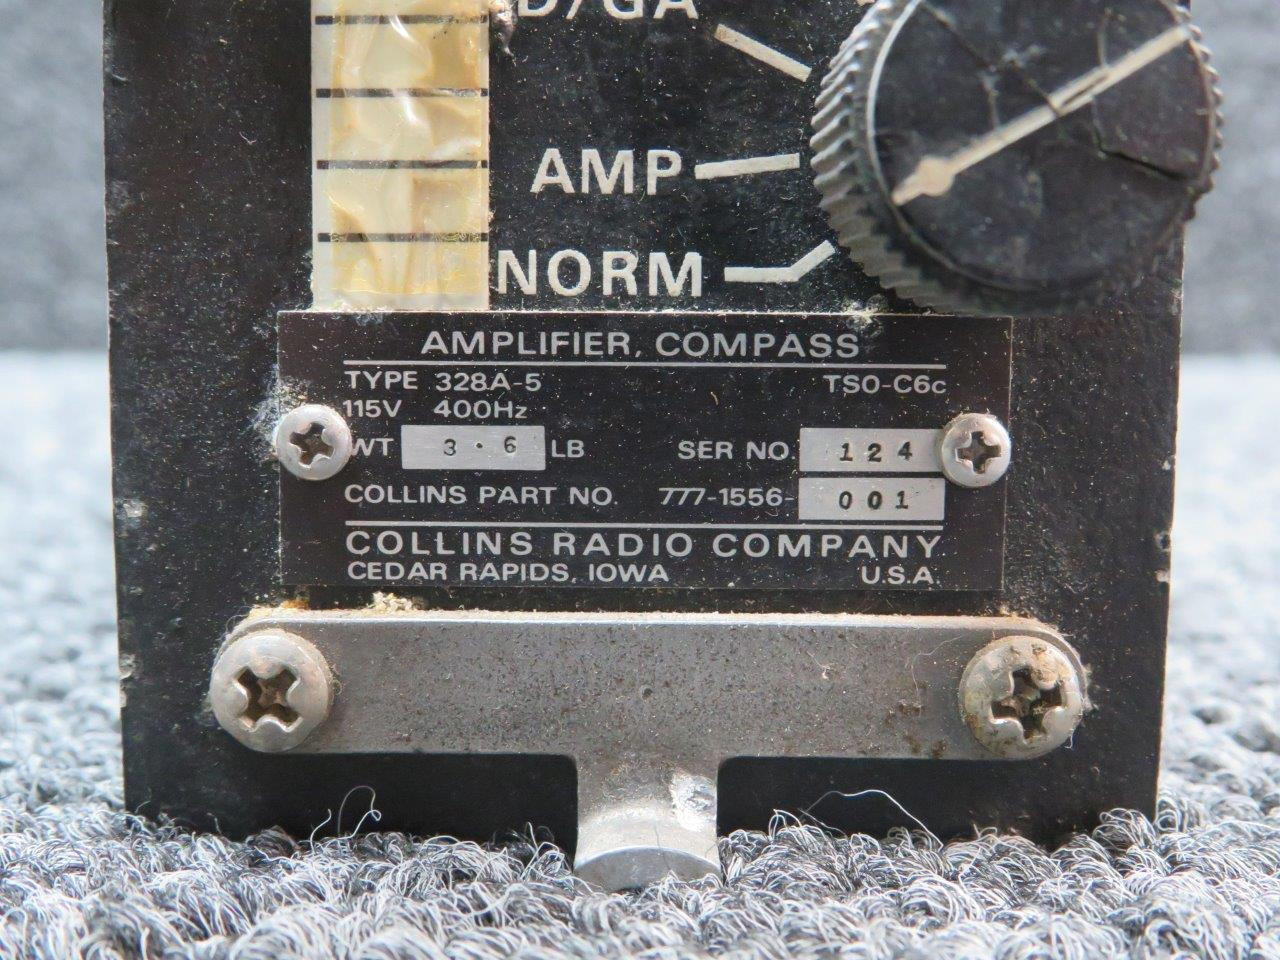 D/GA
AMP
NORM
AMPLIFIER, COMPASS
TYPE 328A-5 TSO-C6c
115V 400Hz
WT 3.6 LB SER NO. 124
COLLINS PART NO. 777-1556-001
COLLINS RADIO COMPANY
CEDAR RAPIDS, IOWA U.S.A.